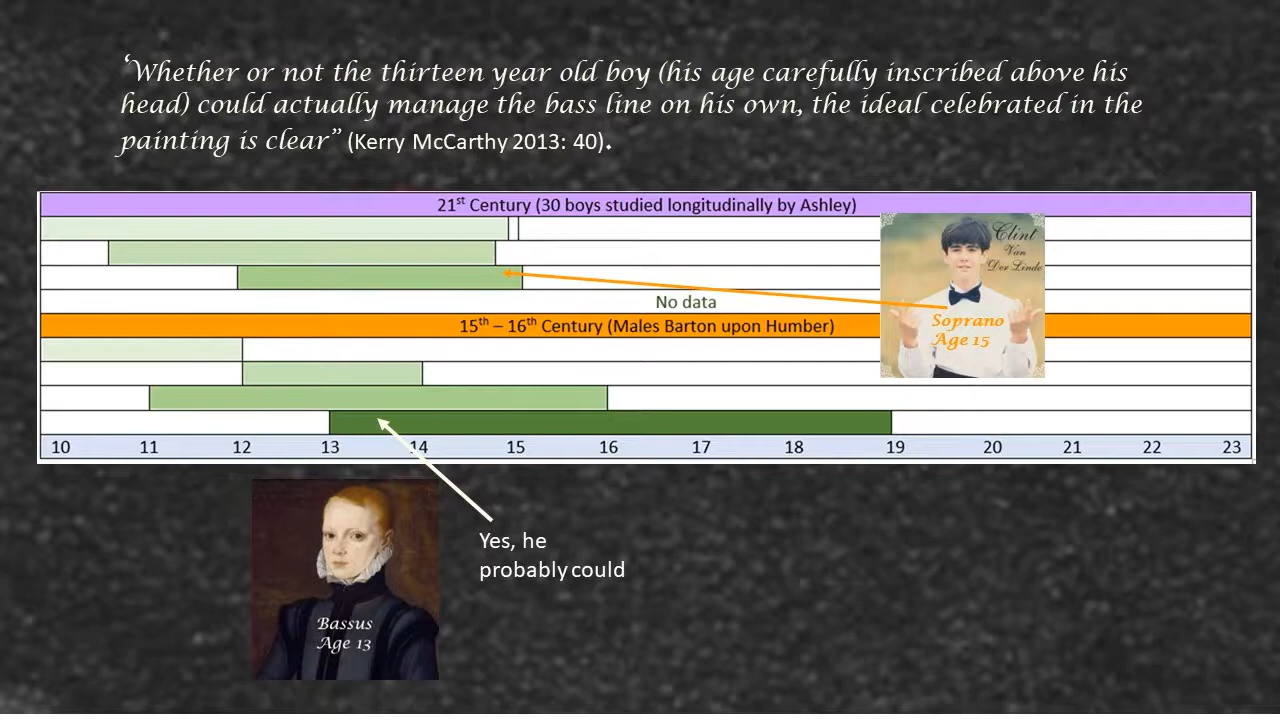 ‘Whether or not the thirteen year old boy (his age carefully inscribed above his
head) could actually manage the bass line on his own, the ideal celebrated in the
painting is clear” (Kerry McCarthy 2013: 40).
21st Century (30 boys studied longitudinally by Ashley)
Clint
Van
Der Linde
No data
Soprano
Age 15
15th – 16th Century (Males Barton upon Humber)
10 11 12 13 14 15 16 17 18 19 20 21 22 23
Yes, he
probably could
Bassus
Age 13